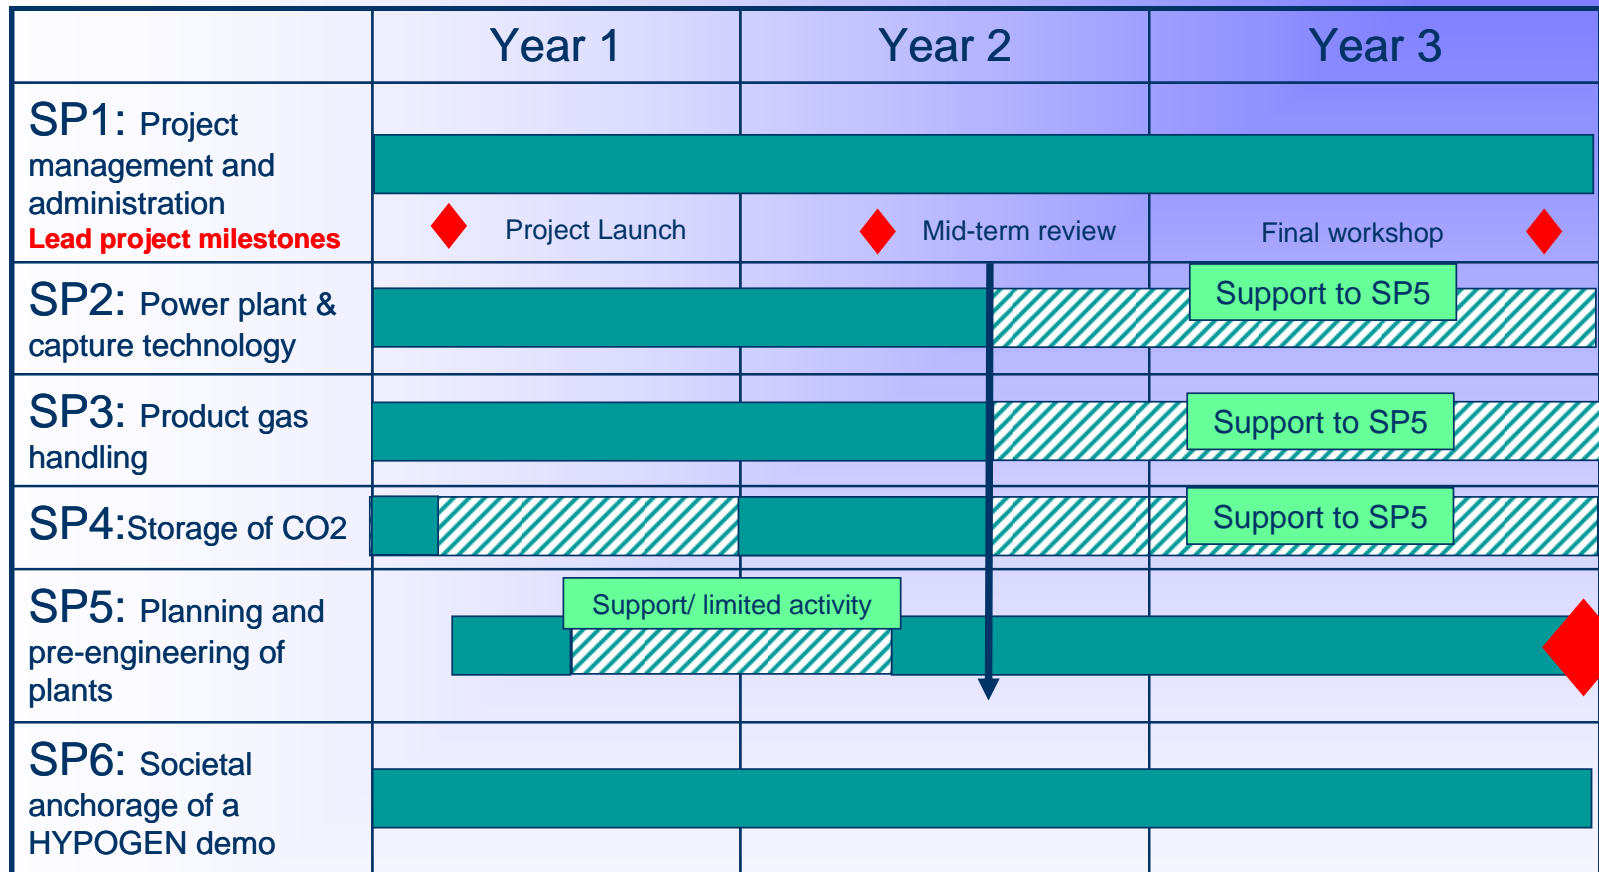 Year 1
Year 2
Year 3
SP1: Project
management and
administration
Lead project milestones
Project Launch
Mid-term review
Final workshop
SP2: Power plant &
capture technology
Support to SP5
SP3: Product gas
handling
Support to SP5
SP4:Storage of CO2
Support to SP5
SP5: Planning and
pre-engineering of
plants
Support/ limited activity
SP6: Societal
anchorage of a
HYPOGEN demo